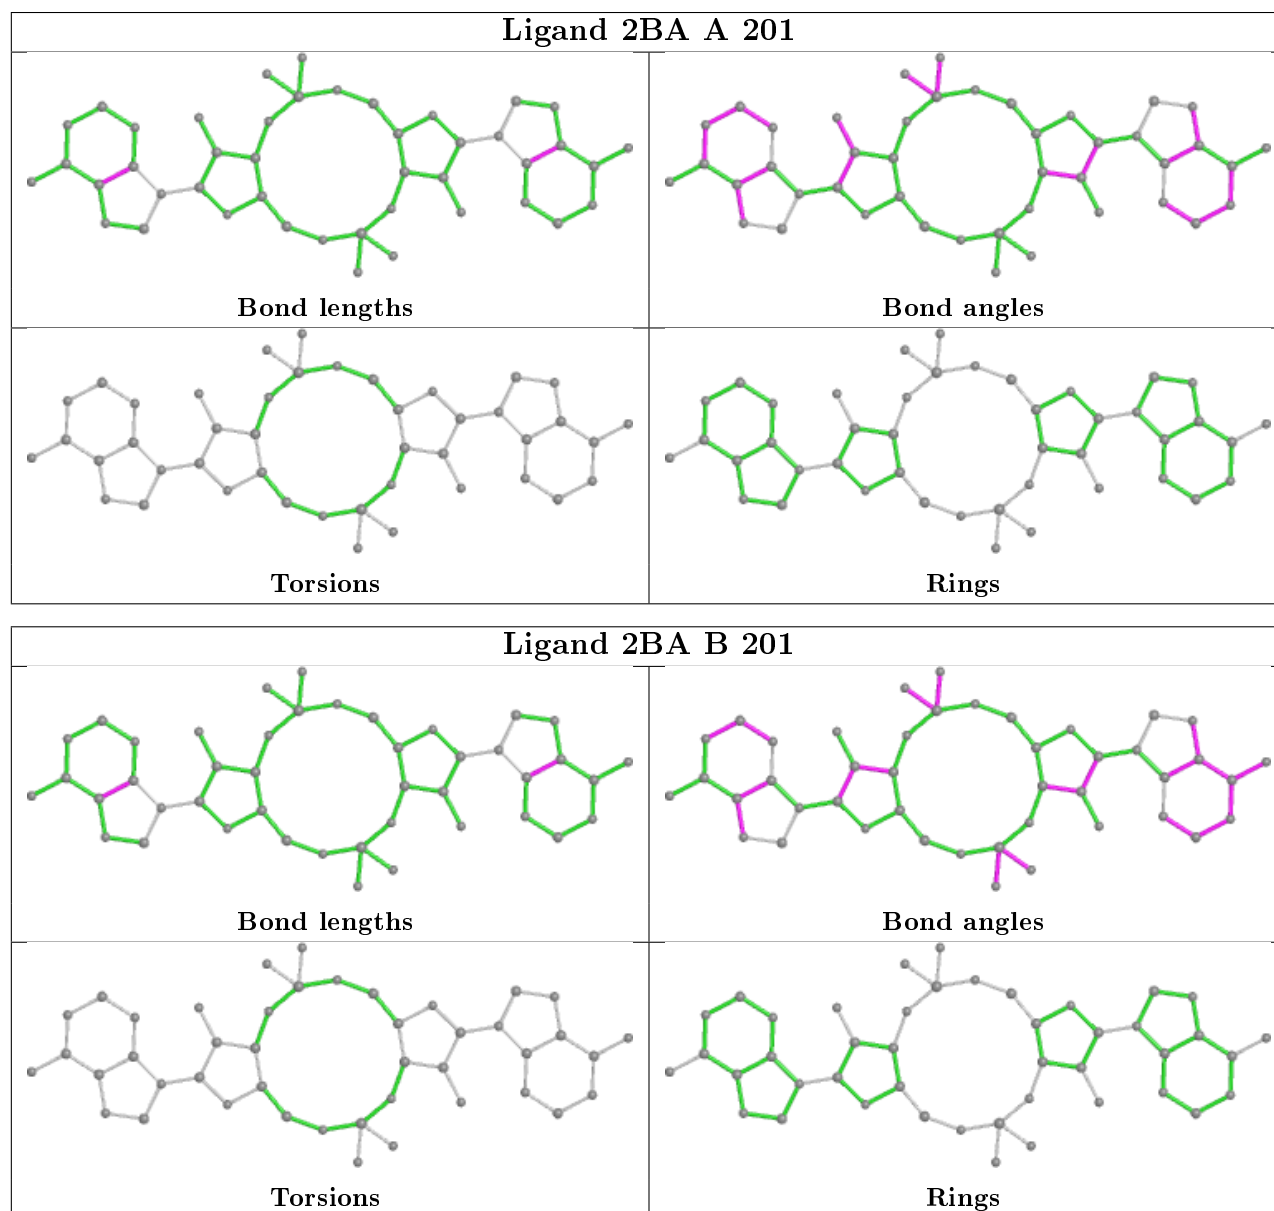 Ligand 2BA A 201
Bond lengths
Bond angles
Torsions
Rings
Ligand 2BA B 201
Bond lengths
Bond angles
Torsions
Rings